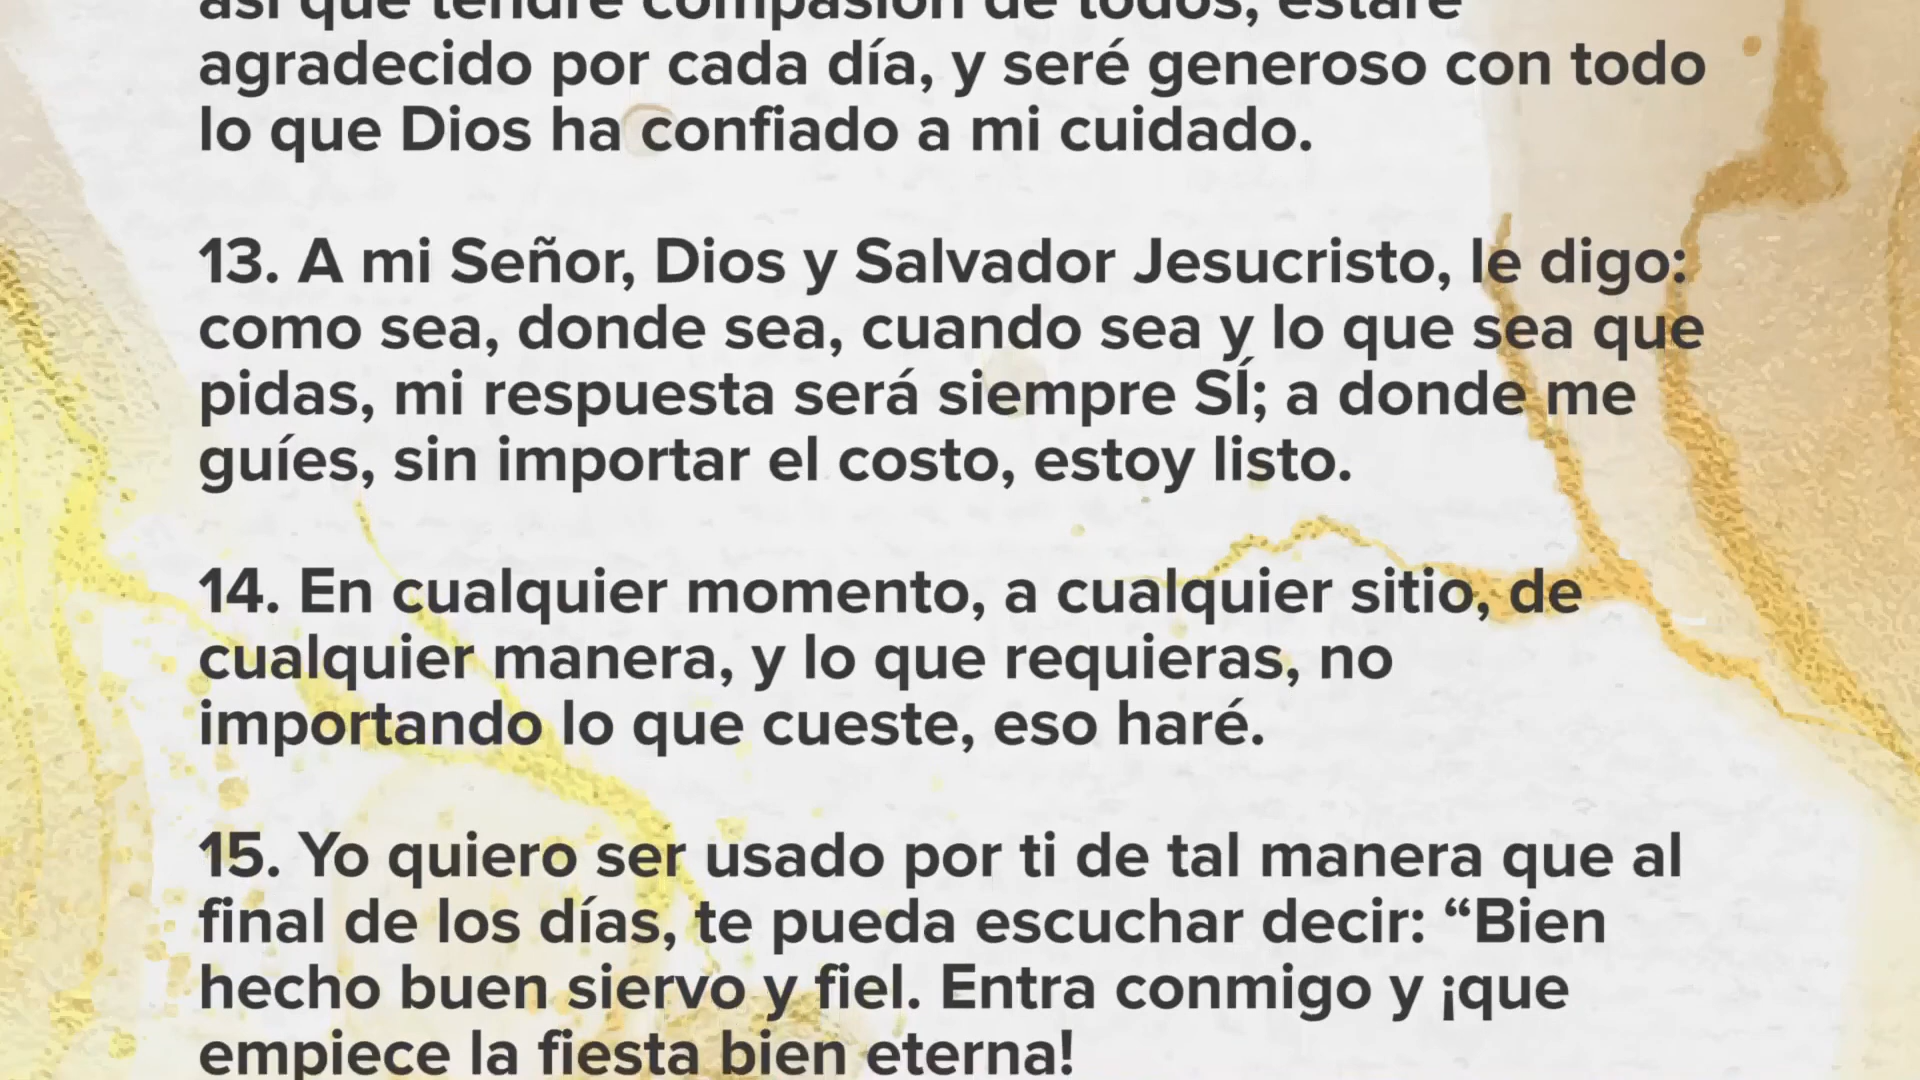 así que tendré compasión de todos, estaré
agradecido por cada día, y seré generoso con todo
lo que Dios ha confiado a mi cuidado.
13. A mi Señor, Dios y Salvador Jesucristo, le digo:
como sea, donde sea, cuando sea y lo que sea que
pidas, mi respuesta será siempre SÍ; a donde me
guíes, sin importar el costo, estoy listo.
14. En cualquier momento, a cualquier sitio, de
cualquier manera, y lo que requieras, no
importando lo que cueste, eso haré.
15. Yo quiero ser usado por ti de tal manera que al
final de los días, te pueda escuchar decir: “Bien
hecho buen siervo y fiel. Entra conmigo y ¡que
empiece la fiesta bien eterna!